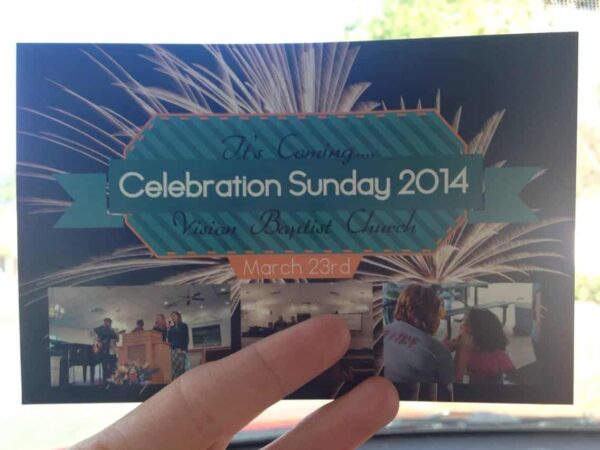 It's Coming....
Celebration Sunday 2014
Vision Baptist Church
March 23rd